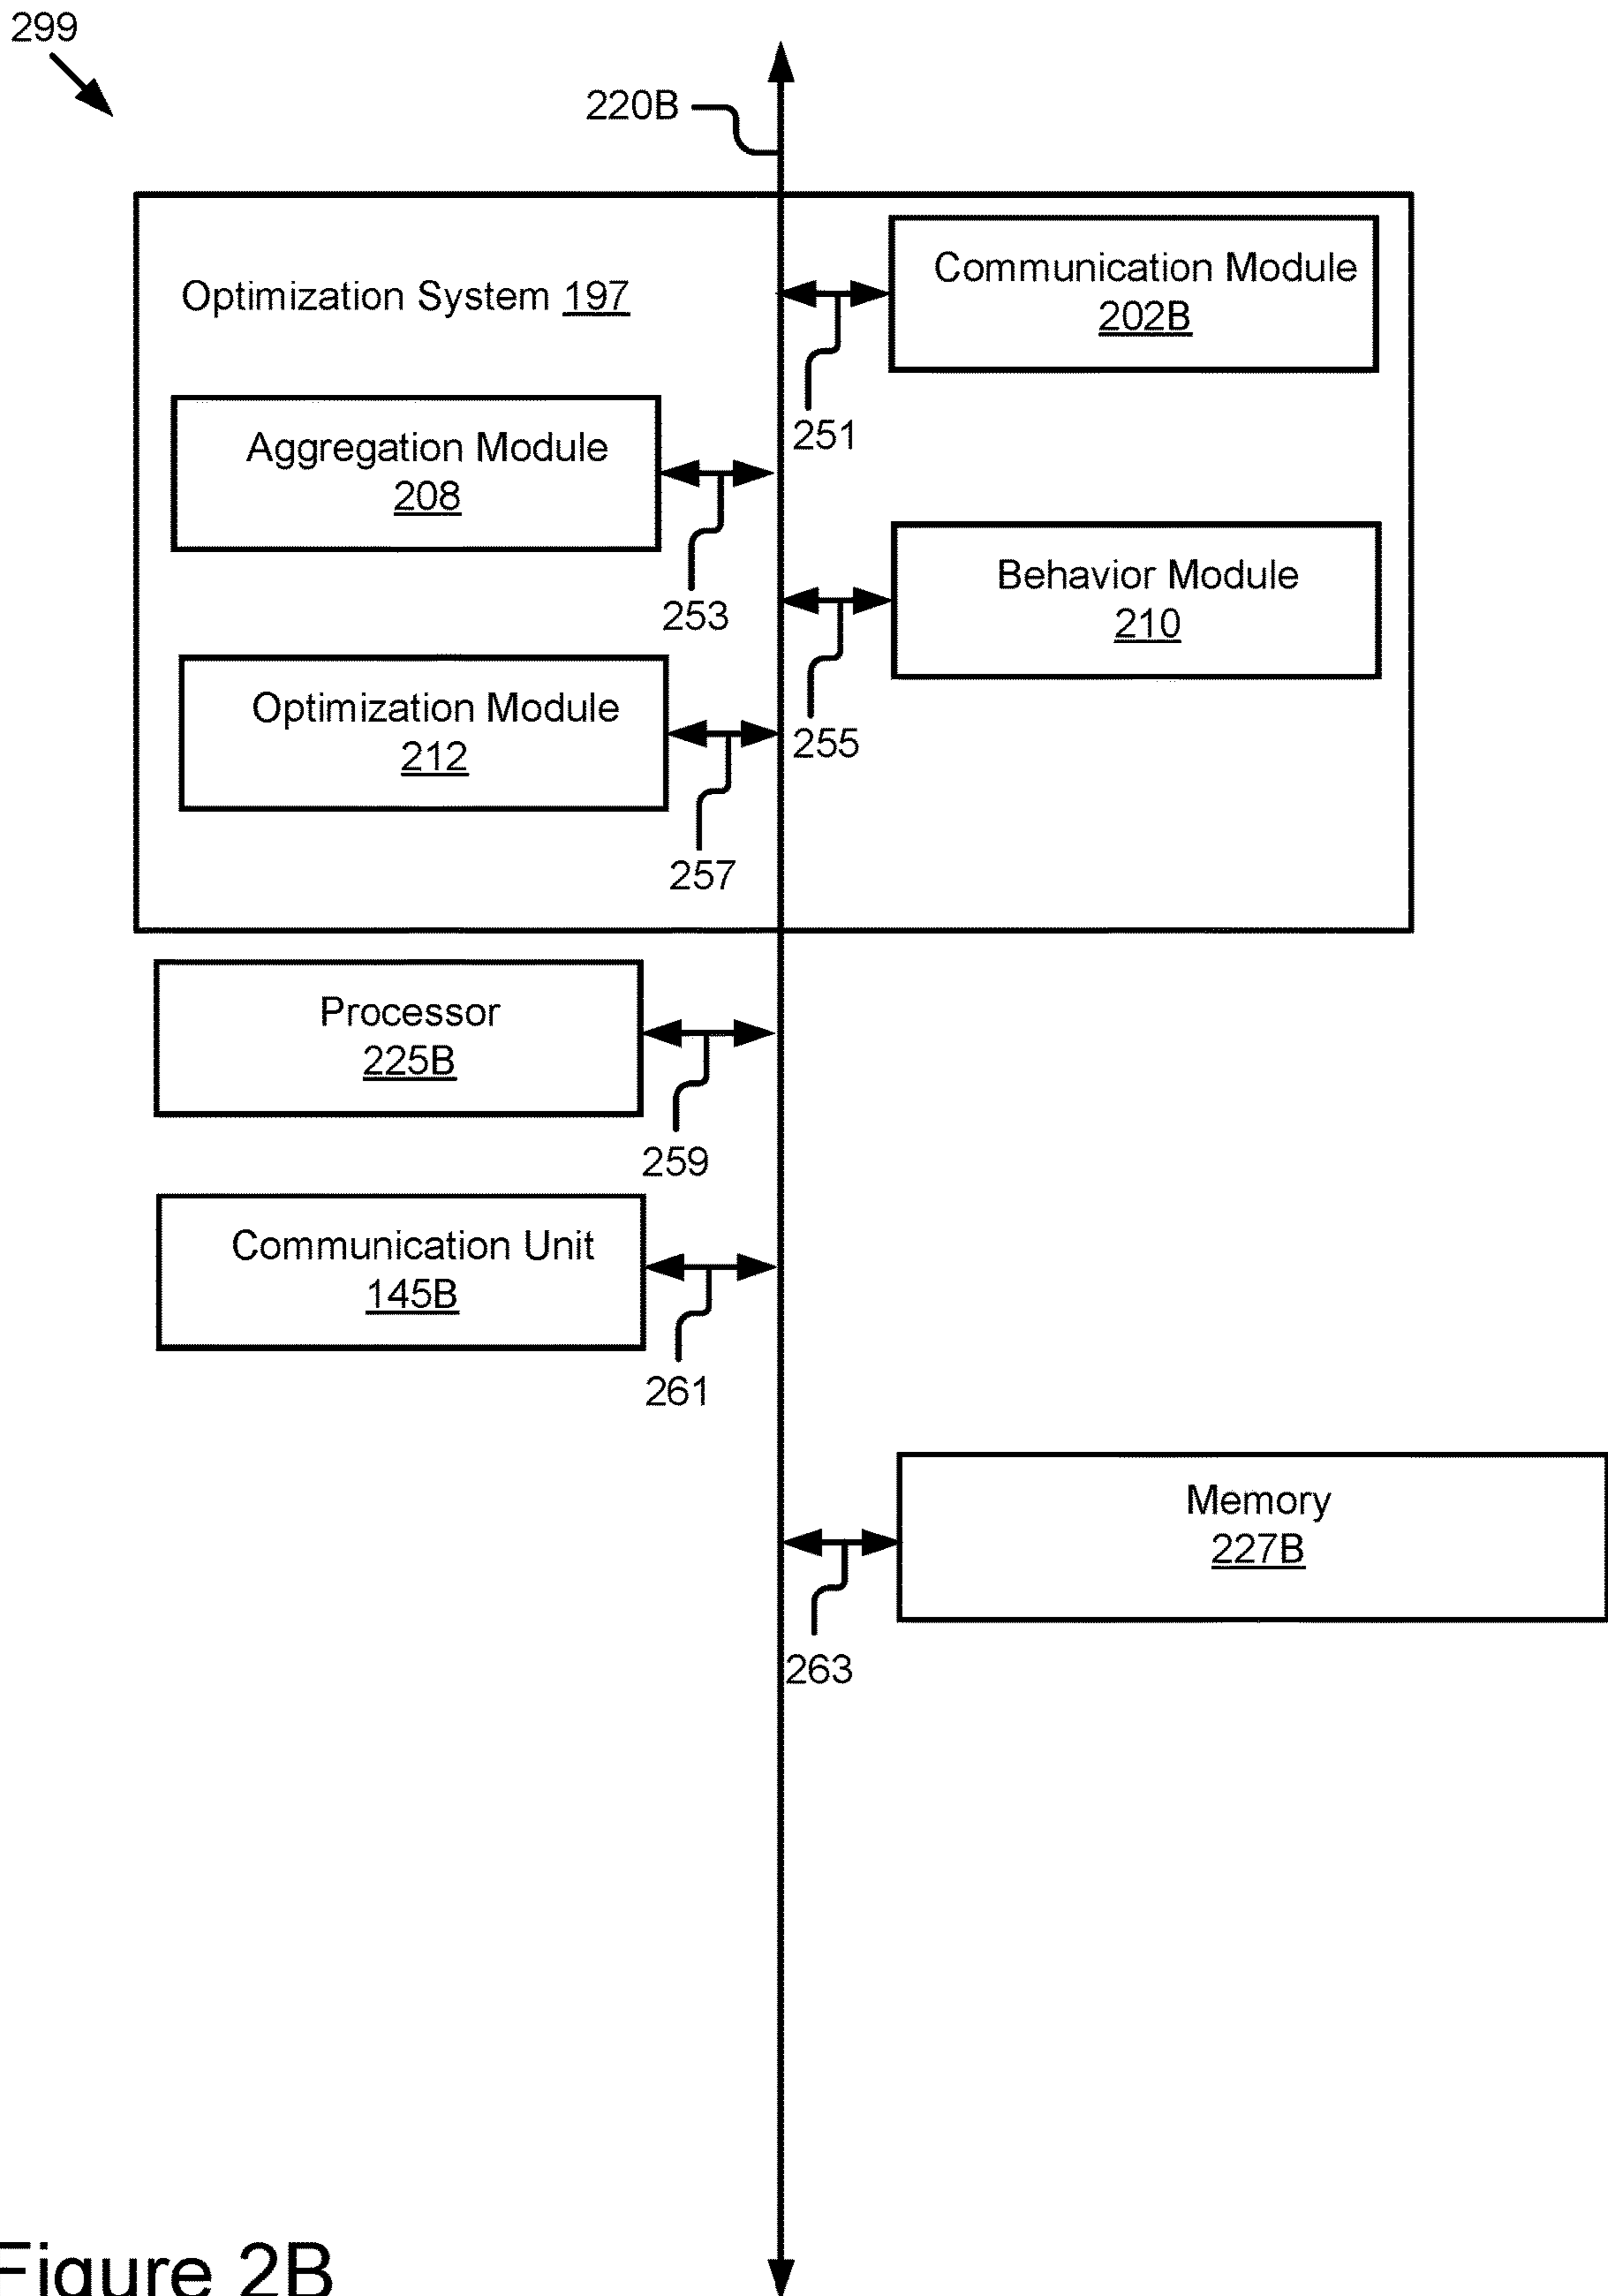 299
220B
Optimization System 197
Communication Module
202B
251
Aggregation Module
208
253
Behavior Module
210
255
Optimization Module
212
257
Processor
225B
259
Communication Unit
145B
261
Memory
227B
263
Figure 2B